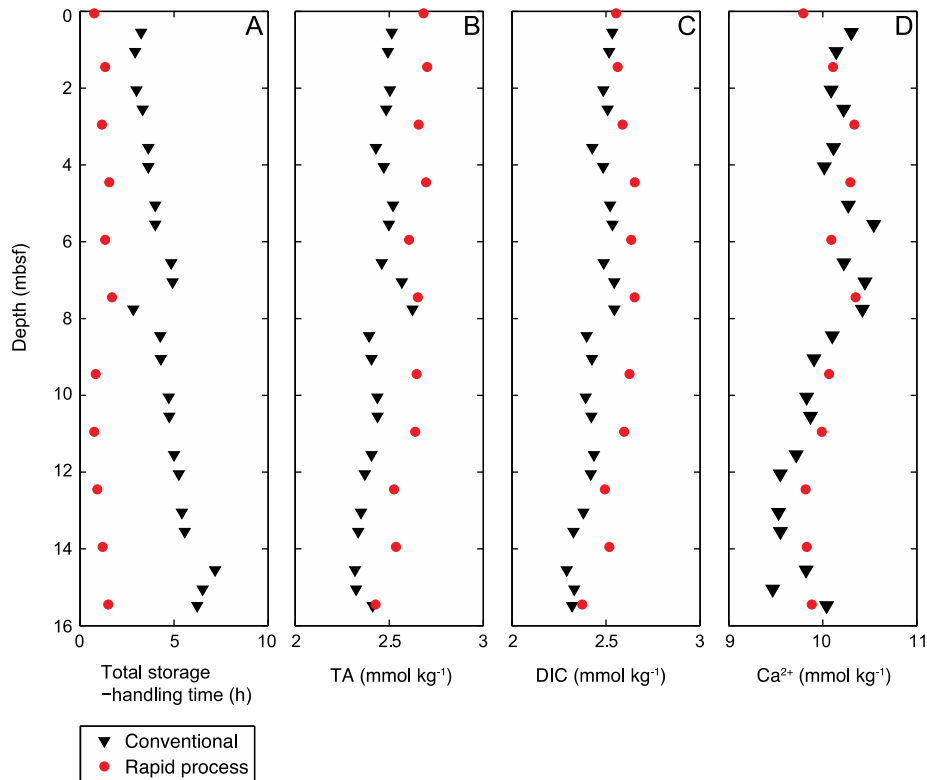 A
B
C
D
0
2
4
6
8
10
12
14
16
Depth (mbsf)
0 5 10
2 2.5 3
2 2.5 3
9 10 11
Total storage
−handling time (h)
TA (mmol kg⁻¹)
DIC (mmol kg⁻¹)
Ca²⁺ (mmol kg⁻¹)
Conventional
Rapid process